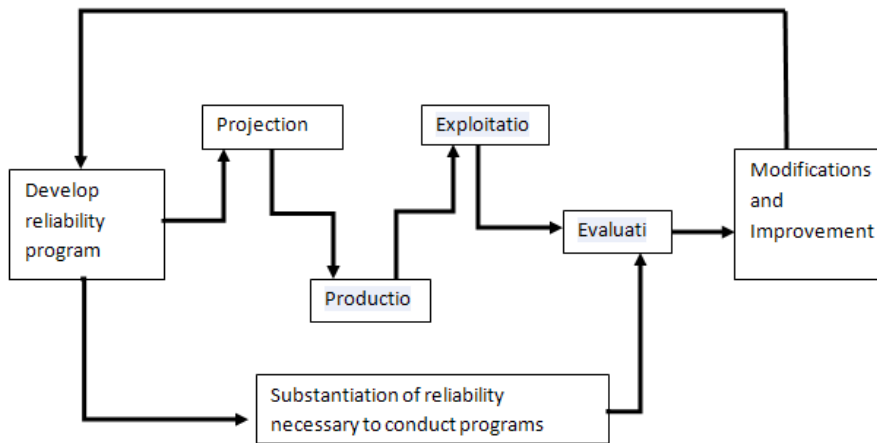 Projection
Exploitatio
Develop
reliability
program
Modifications
and
Improvement
Evaluati
Productio
Substantiation of reliability
necessary to conduct programs